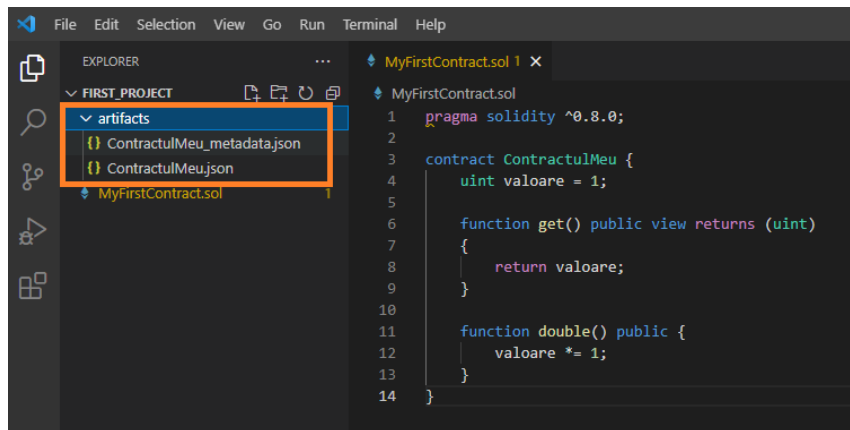 File Edit Selection View Go Run Terminal Help
EXPLORER ...
FIRST_PROJECT
artifacts
{} ContractulMeu_metadata.json
{} ContractulMeu.json
MyFirstContract.sol 1
MyFirstContract.sol 1 ×
MyFirstContract.sol
1 pragma solidity ^0.8.0;
2
3 contract ContractulMeu {
4 uint valoare = 1;
5
6 function get() public view returns (uint)
7 {
8 return valoare;
9 }
10
11 function double() public {
12 valoare *= 1;
13 }
14 }